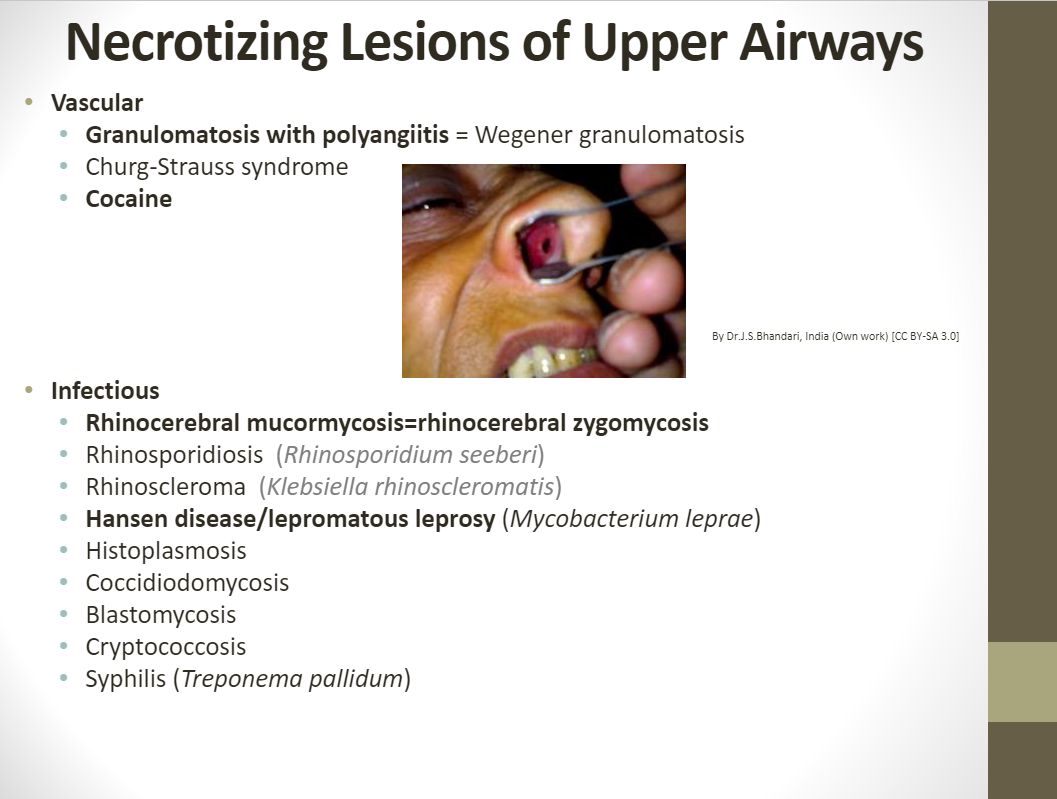 Necrotizing Lesions of Upper Airways
• Vascular
• Granulomatosis with polyangiitis = Wegener granulomatosis
• Churg-Strauss syndrome
• Cocaine
By Dr.J.S.Bhandari, India (Own work) [CC BY-SA 3.0]
• Infectious
• Rhinocerebral mucormycosis=rhinocerebral zygomycosis
• Rhinosporidiosis (Rhinosporidium seeberi)
• Rhinoscleroma (Klebsiella rhinoscleromatis)
• Hansen disease/lepromatous leprosy (Mycobacterium leprae)
• Histoplasmosis
• Coccidiodomycosis
• Blastomycosis
• Cryptococcosis
• Syphilis (Treponema pallidum)